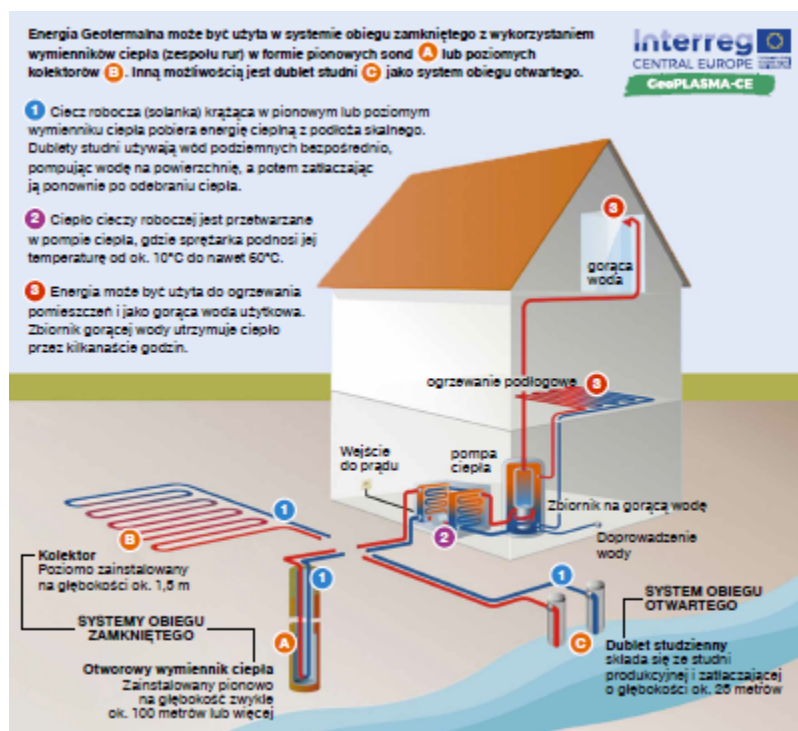 Energia Geotermalna może być użyta w systemie obiegu zamkniętego z wykorzystaniem
wymienników ciepła (zespołu rur) w formie pionowych sond A lub poziomych
kolektorów B. Inną możliwością jest dublet studni C jako system obiegu otwartego.
Interreg
CENTRAL EUROPE
GeoPLASMA-CE
1 Ciecz robocza (solanka) krążąca w pionowym lub poziomym
wymienniku ciepła pobiera energię cieplną z podłoża skalnego.
Dublety studni używają wód podziemnych bezpośrednio,
pompując wodę na powierzchnię, a potem zatłaczając
ją ponownie po odebraniu ciepła.
2 Ciepło cieczy roboczej jest przetwarzane
w pompie ciepła, gdzie sprężarka podnosi jej
temperaturę od ok. 10°C do nawet 60°C.
3 Energia może być użyta do ogrzewania
pomieszczeń i jako gorąca woda użytkowa.
Zbiornik gorącej wody utrzymuje ciepło
przez kilkanaście godzin.
3
gorąca
woda
ogrzewanie podłogowe 3
Wejście
do prądu
pompa
ciepła
Zbiornik na gorącą wodę
2
Doprowadzenie
wody
1
B
Kolektor
Poziomo zainstalowany
na głębokości ok. 1,5 m
SYSTEMY OBIEGU
ZAMKNIĘTEGO
1
A
Otworowy wymiennik ciepła
Zainstalowany pionowo
na głębokość zwykle
ok. 100 metrów lub więcej
1
C
SYSTEM OBIEGU
OTWARTEGO
Dublet studzienny
składa się ze studni
produkcyjnej i zatłaczającej
o głębokości ok. 25 metrów